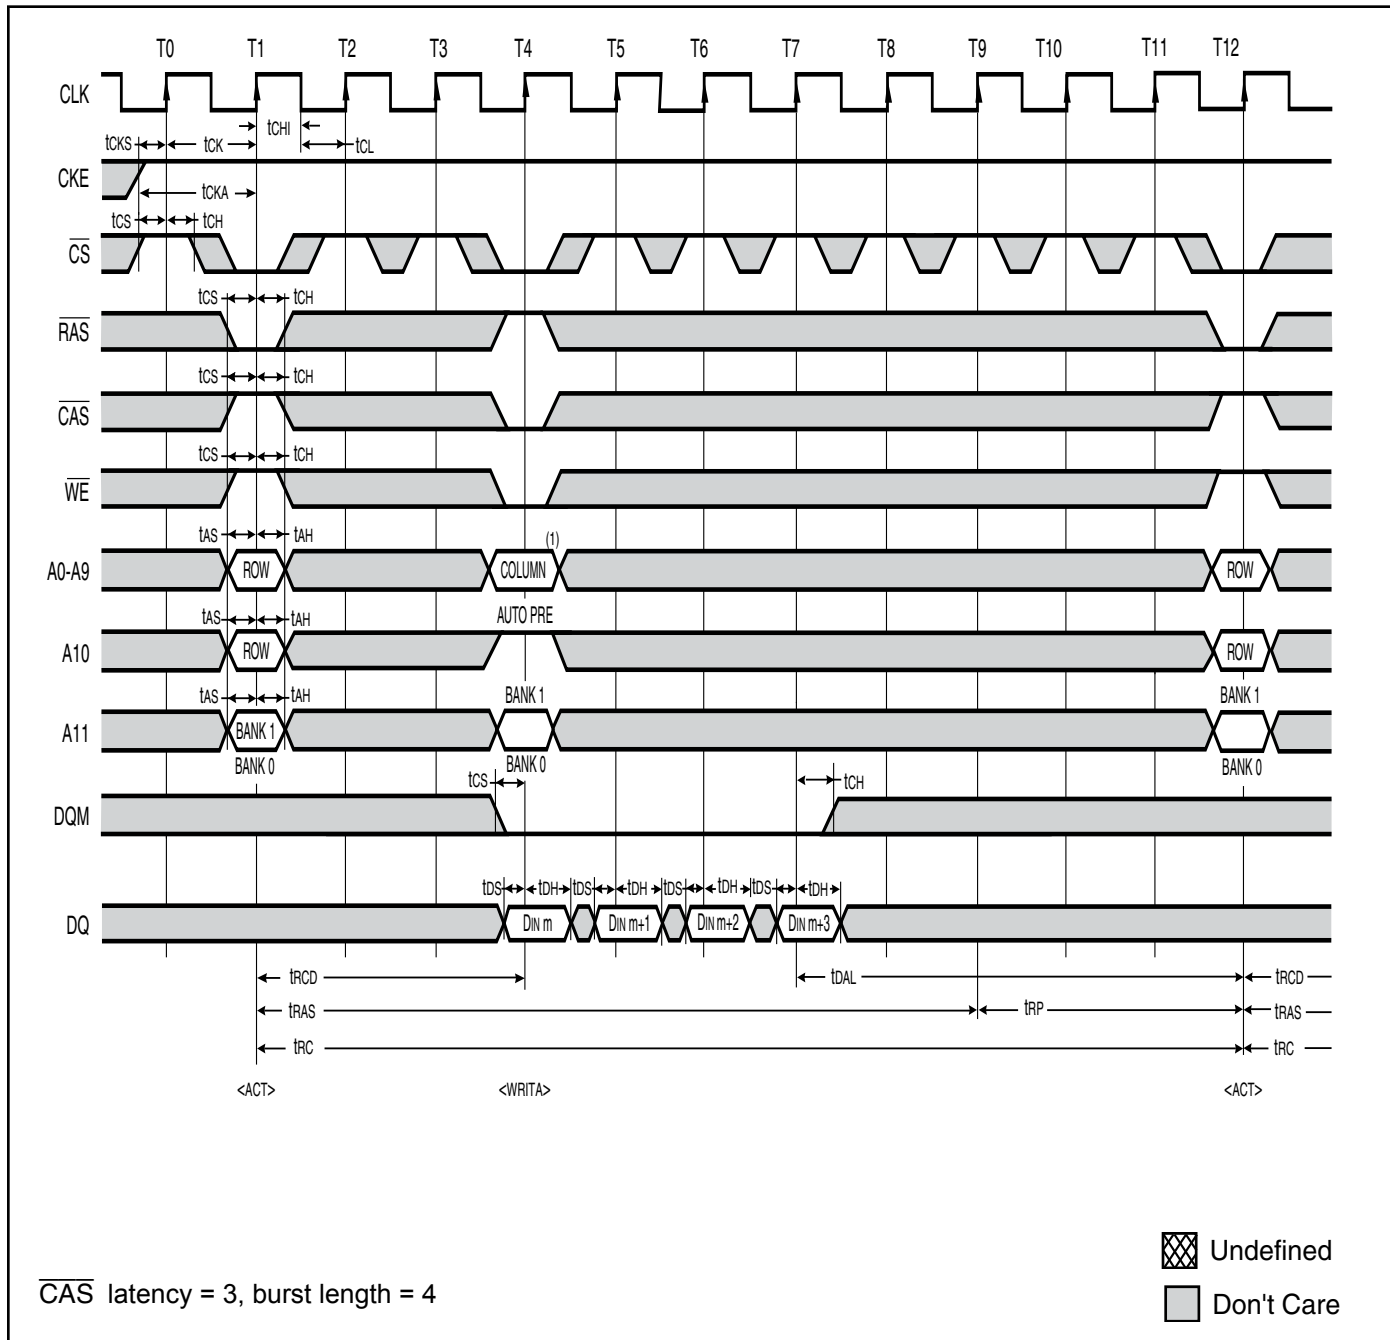 T0 T1 T2 T3 T4 T5 T6 T7 T8 T9 T10 T11 T12
CLK
tCHI
tCKS tCK tCL
CKE
tCKA
tCS tCH
CS
tCS tCH
RAS
tCS tCH
CAS
tCS tCH
WE
tAS tAH (1)
A0-A9 ROW COLUMN ROW
tAS tAH AUTO PRE
A10 ROW ROW
tAS tAH BANK 1 BANK 1
A11 BANK 1
BANK 0 BANK 0 BANK 0
tCS tCH
DQM
tDS tDH tDS tDH tDS tDH tDS tDH
DQ DIN m DIN m+1 DIN m+2 DIN m+3
tRCD tDAL tRCD
tRAS tRP tRAS
tRC tRC
<ACT> <WRITA> <ACT>
Undefined
CAS latency = 3, burst length = 4
Don't Care